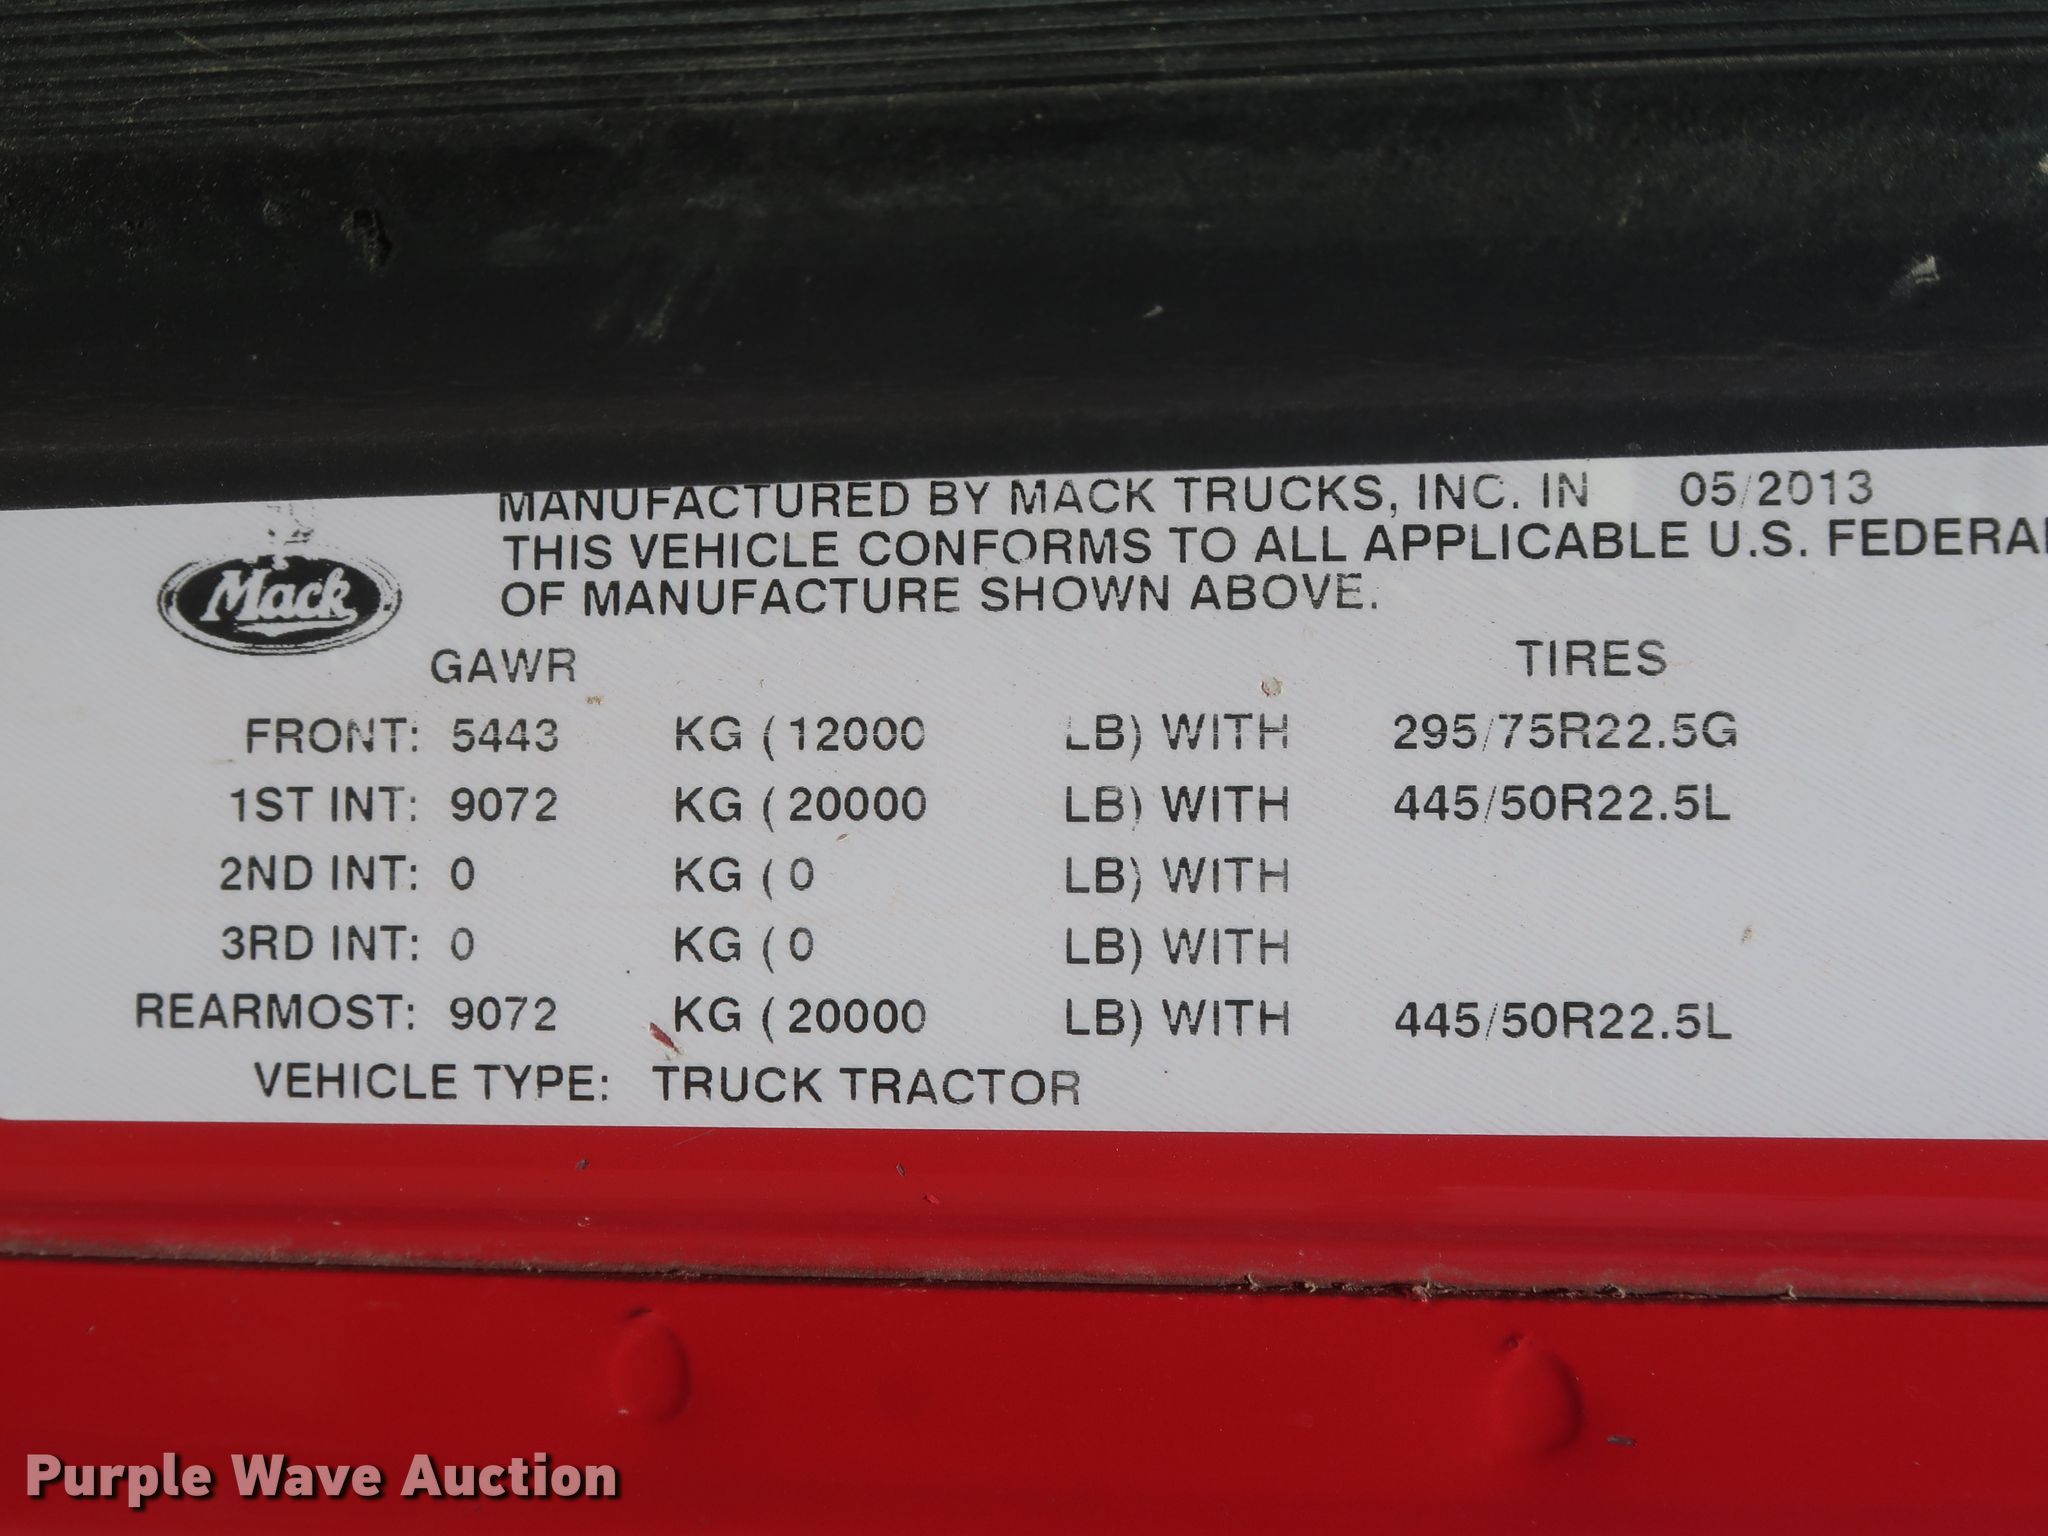 MANUFACTURED BY MACK TRUCKS, INC. IN 05/2013
THIS VEHICLE CONFORMS TO ALL APPLICABLE U.S. FEDERAL
OF MANUFACTURE SHOWN ABOVE.
Mack
GAWR TIRES
FRONT: 5443 KG (12000 LB) WITH 295/75R22.5G
1ST INT: 9072 KG (20000 LB) WITH 445/50R22.5L
2ND INT: 0 KG (0 LB) WITH
3RD INT: 0 KG (0 LB) WITH
REARMOST: 9072 KG (20000 LB) WITH 445/50R22.5L
VEHICLE TYPE: TRUCK TRACTOR
Purple Wave Auction